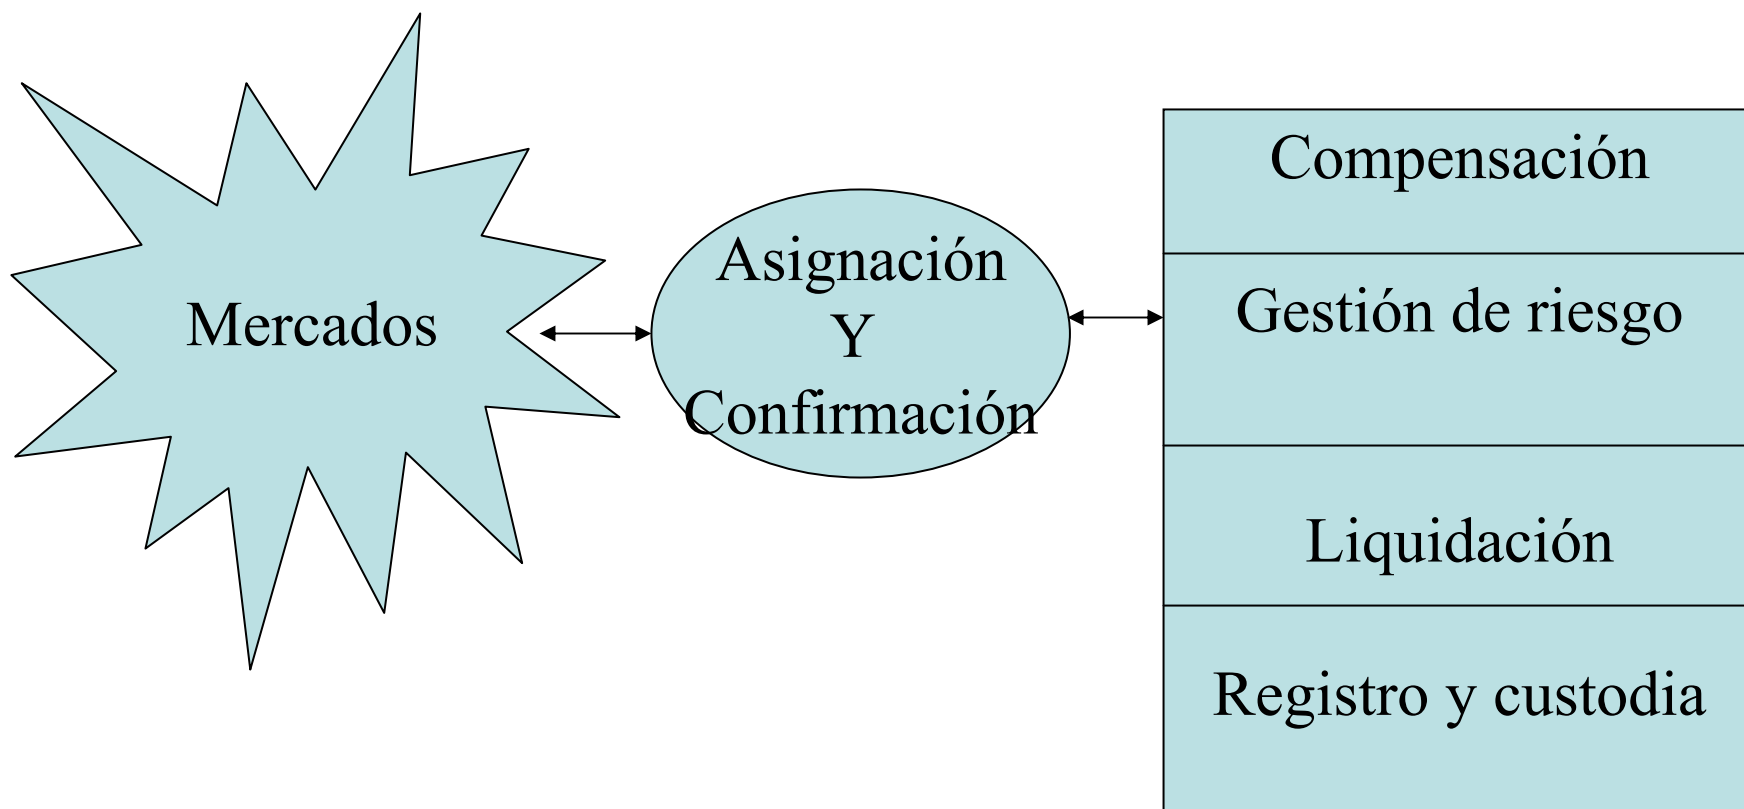 Mercados
Asignación
Y
Confirmación
Compensación
Gestión de riesgo
Liquidación
Registro y custodia